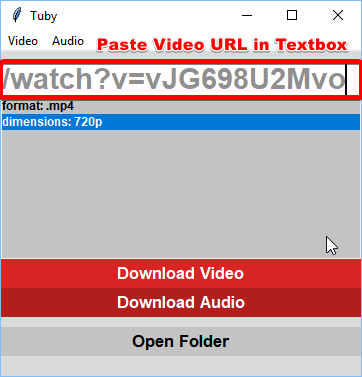 Tuby
Video Audio
Paste Video URL in Textbox
/watch?v=vJG698U2Mvo
format: .mp4
dimensions: 720p
Download Video
Download Audio
Open Folder